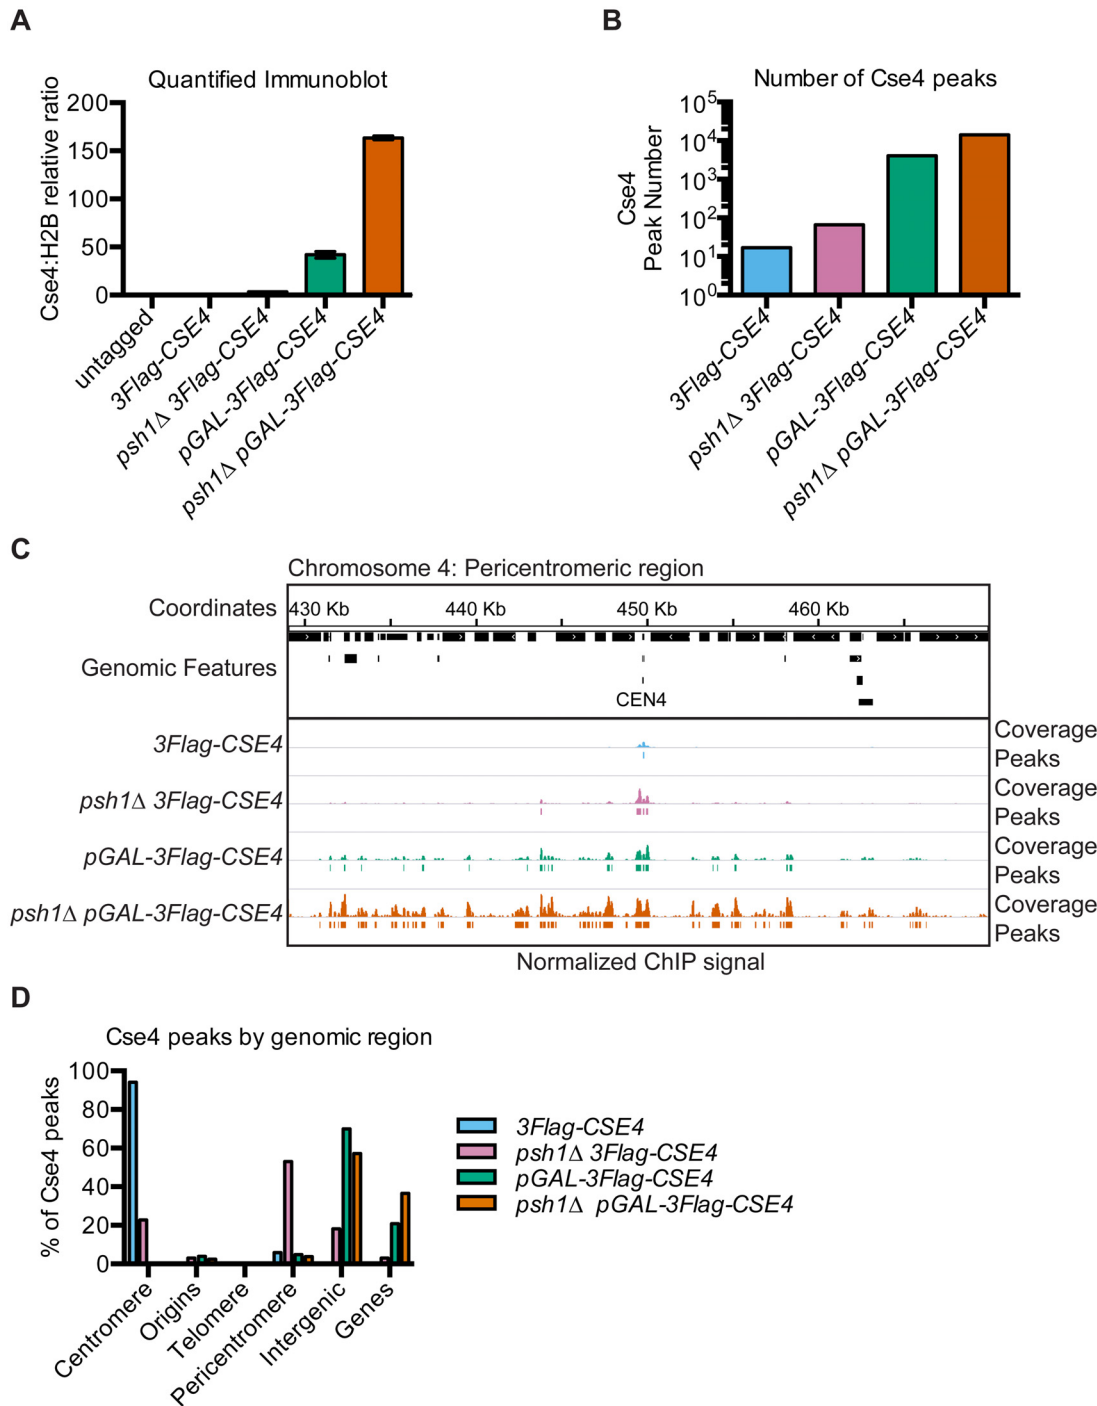 A
Quantified Immunoblot
Cse4:H2B relative ratio
200
150
100
50
0
untagged
3Flag-CSE4
psh1Δ 3Flag-CSE4
pGAL-3Flag-CSE4
psh1Δ pGAL-3Flag-CSE4
B
Number of Cse4 peaks
Cse4
Peak Number
10^5
10^4
10^3
10^2
10^1
10^0
3Flag-CSE4
psh1Δ 3Flag-CSE4
pGAL-3Flag-CSE4
psh1Δ pGAL-3Flag-CSE4
C
Chromosome 4: Pericentromeric region
Coordinates
430 Kb
440 Kb
450 Kb
460 Kb
Genomic Features
CEN4
3Flag-CSE4
Coverage
Peaks
psh1Δ 3Flag-CSE4
Coverage
Peaks
pGAL-3Flag-CSE4
Coverage
Peaks
psh1Δ pGAL-3Flag-CSE4
Coverage
Peaks
Normalized ChIP signal
D
Cse4 peaks by genomic region
% of Cse4 peaks
100
80
60
40
20
0
Centromere
Origins
Telomere
Pericentromere
Intergenic
Genes
3Flag-CSE4
psh1Δ 3Flag-CSE4
pGAL-3Flag-CSE4
psh1Δ pGAL-3Flag-CSE4